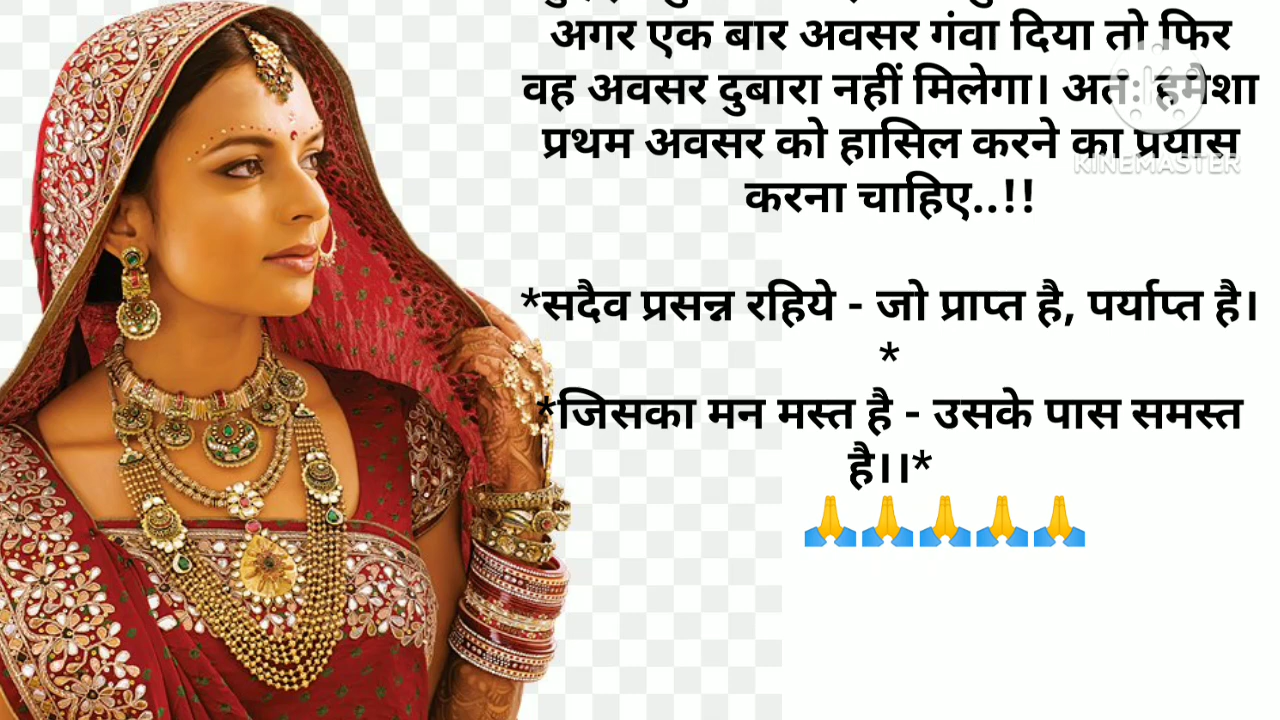 अगर एक बार अवसर गंवा दिया तो फिर
वह अवसर दुबारा नहीं मिलेगा। अतः हमेशा
प्रथम अवसर को हासिल करने का प्रयास
करना चाहिए..!!
*सदैव प्रसन्न रहिये - जो प्राप्त है, पर्याप्त है।
*
*जिसका मन मस्त है - उसके पास समस्त
है।।*
🙏🙏🙏🙏🙏
KINEMASTER